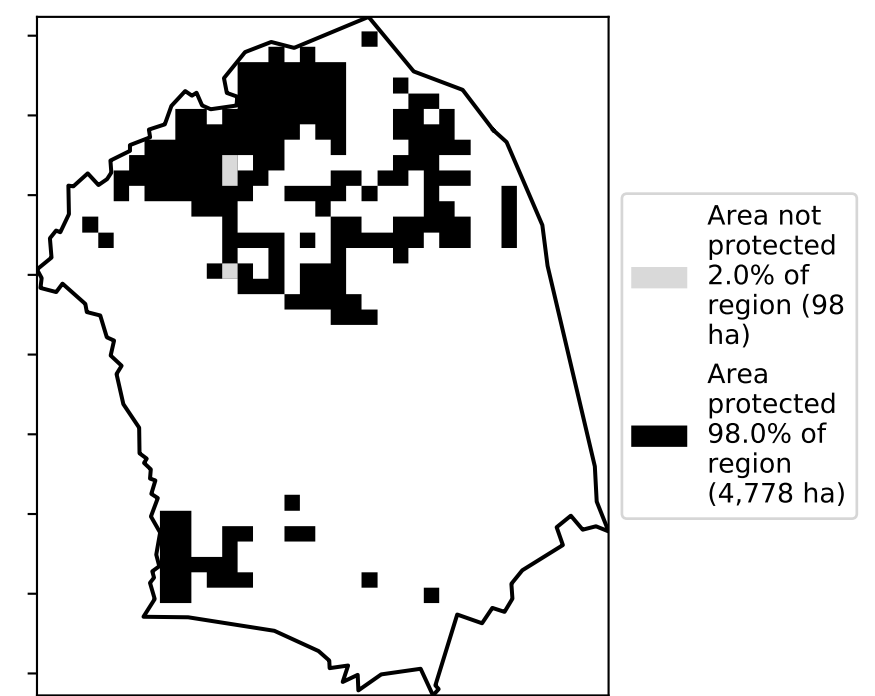 Area not
protected
2.0% of
region (98
ha)
Area
protected
98.0% of
region
(4,778 ha)